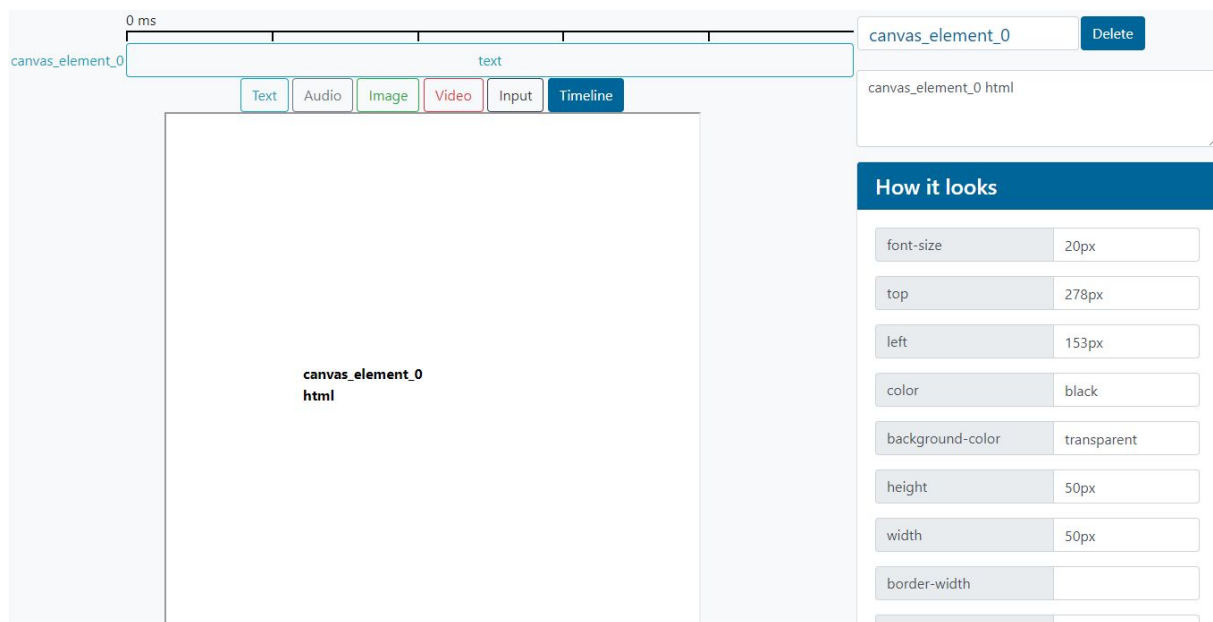 0 ms
canvas_element_0
text
Text Audio Image Video Input Timeline
canvas_element_0
html
canvas_element_0 Delete
canvas_element_0 html
How it looks
font-size 20px
top 278px
left 153px
color black
background-color transparent
height 50px
width 50px
border-width